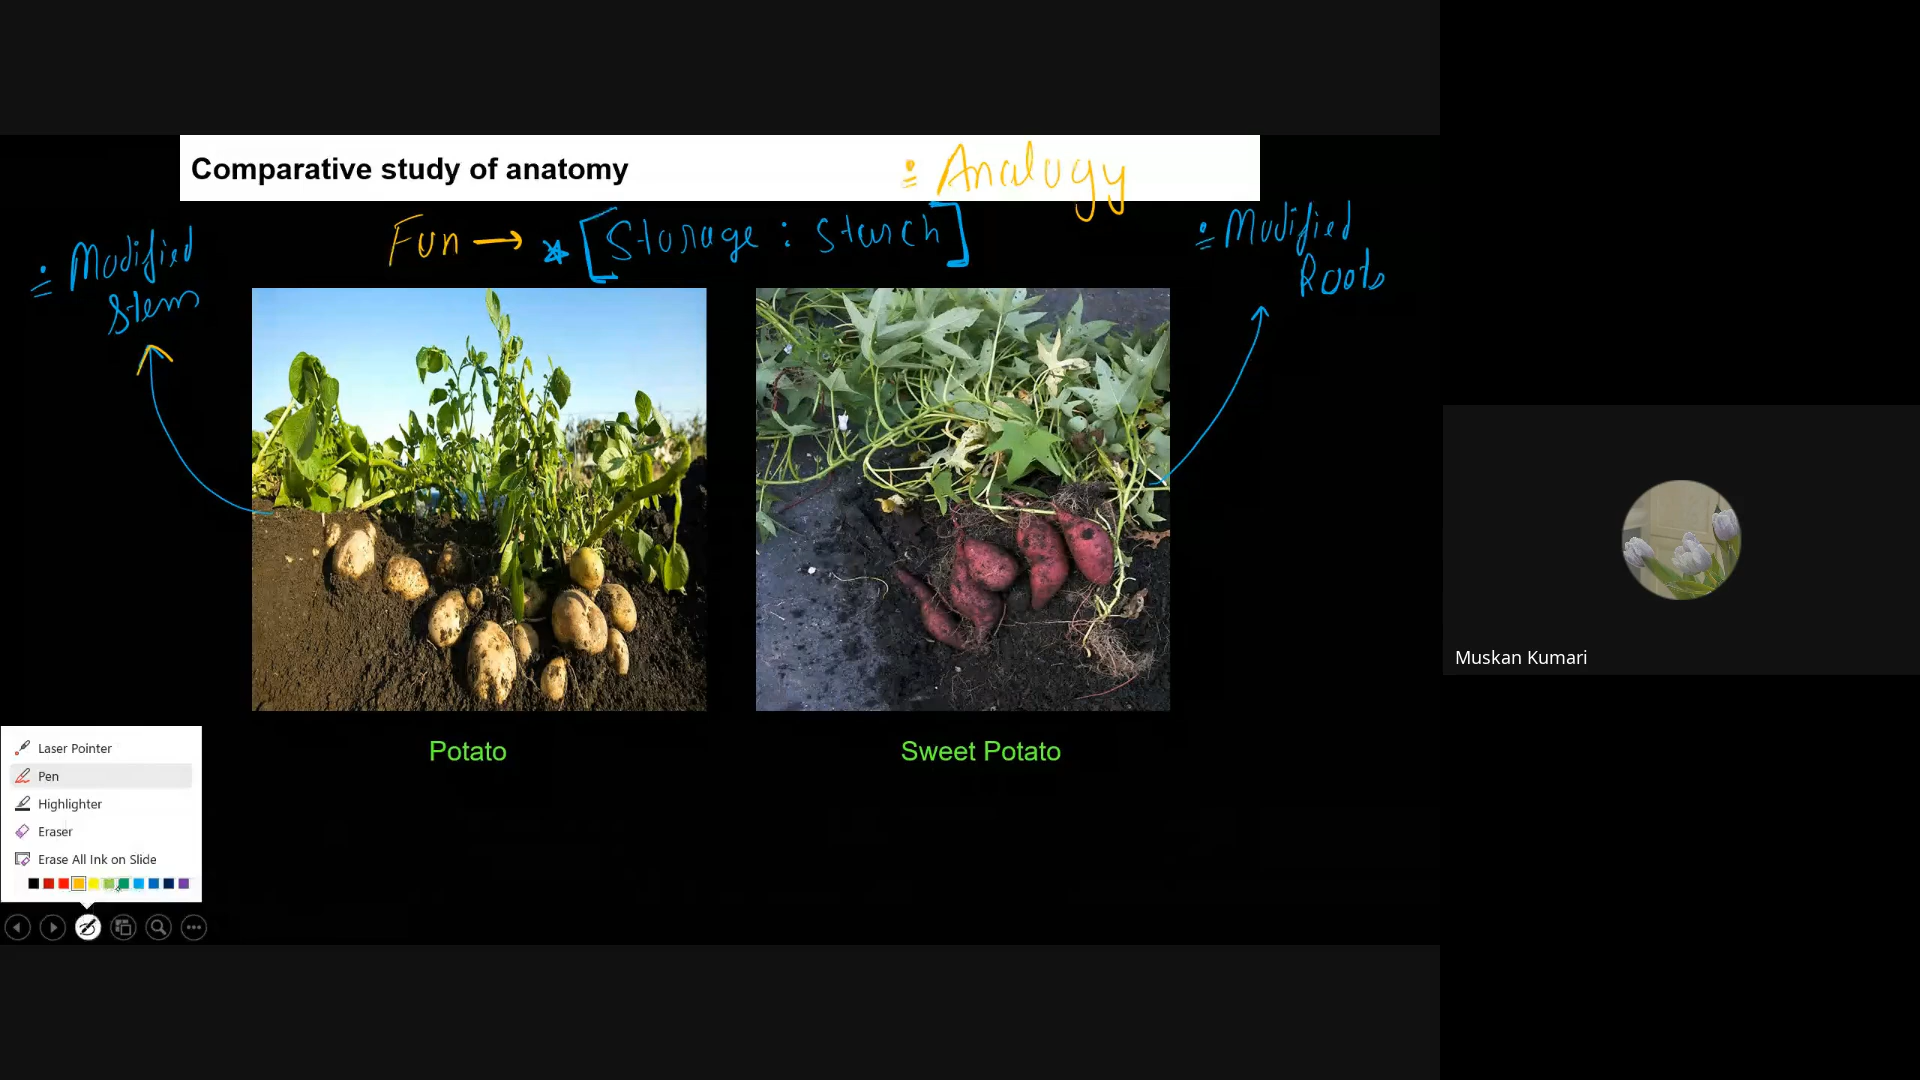 Comparative study of anatomy
Analogy
Fun → * [Storage : Starch]
Modified
Stems
Modified
Roots
Potato
Sweet Potato
Laser Pointer
Pen
Highlighter
Eraser
Erase All Ink on Slide
Muskan Kumari